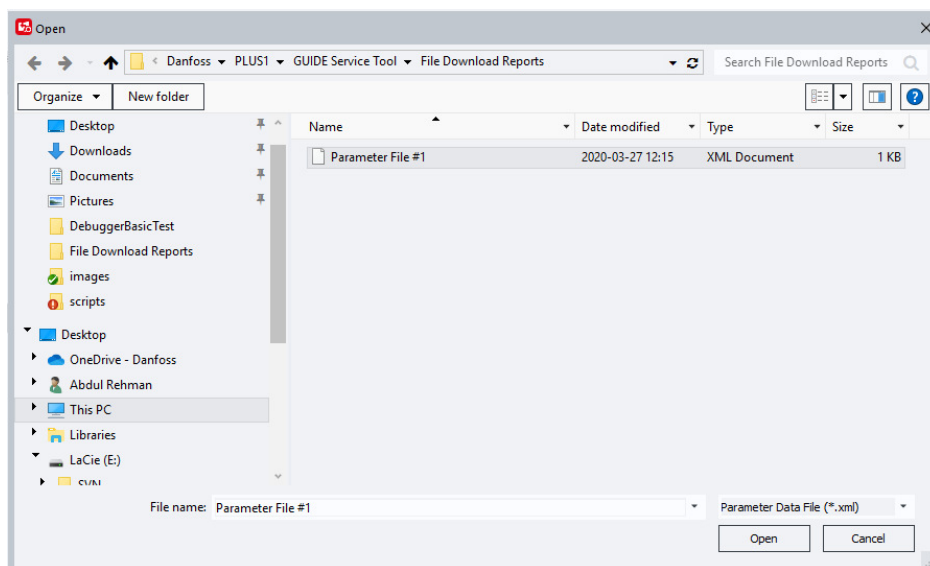 Open
Danfoss PLUS1 GUIDE Service Tool File Download Reports
Search File Download Reports
Organize New folder
Name Date modified Type Size
Parameter File #1 2020-03-27 12:15 XML Document 1 KB
Desktop
Downloads
Documents
Pictures
DebuggerBasicTest
File Download Reports
images
scripts
Desktop
OneDrive - Danfoss
Abdul Rehman
This PC
Libraries
LaCie (E:)
SVN
File name: Parameter File #1 Parameter Data File (*.xml)
Open Cancel